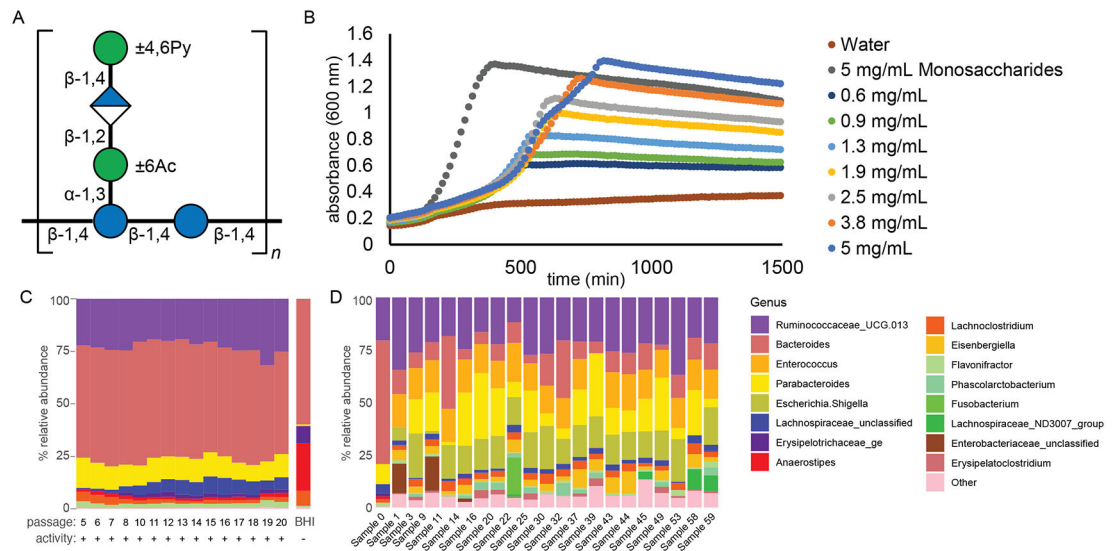 A
±4,6Py
β-1,4
β-1,2
±6Ac
α-1,3
β-1,4
β-1,4
β-1,4
n
B
absorbance (600 nm)
1.6
1.4
1.2
1
0.8
0.6
0.4
0.2
0
0
500
1000
1500
time (min)
Water
5 mg/mL Monosaccharides
0.6 mg/mL
0.9 mg/mL
1.3 mg/mL
1.9 mg/mL
2.5 mg/mL
3.8 mg/mL
5 mg/mL
C
% relative abundance
100
75
50
25
0
passage: 5 6 7 8 10 11 12 13 14 15 16 17 18 19 20 BHI
activity: + + + + + + + + + + + + + + + -
D
% relative abundance
100
75
50
25
0
Sample 0
Sample 1
Sample 3
Sample 9
Sample 11
Sample 14
Sample 16
Sample 20
Sample 22
Sample 25
Sample 30
Sample 32
Sample 37
Sample 39
Sample 43
Sample 44
Sample 45
Sample 49
Sample 53
Sample 58
Sample 59
Genus
Ruminococcaceae_UCG.013
Bacteroides
Enterococcus
Parabacteroides
Escherichia.Shigella
Lachnospiraceae_unclassified
Erysipelotrichaceae_ge
Anaerostipes
Lachnoclostridium
Eisenbergiella
Flavonifractor
Phascolarctobacterium
Fusobacterium
Lachnospiraceae_ND3007_group
Enterobacteriaceae_unclassified
Erysipelatoclostridium
Other